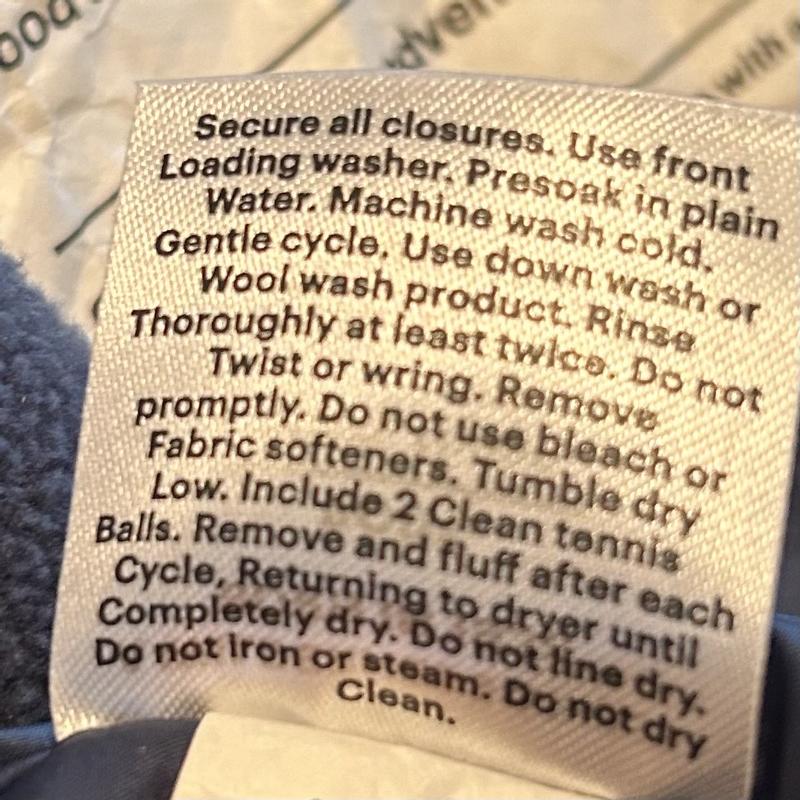 with a
Secure all closures. Use front
Loading washer. Presoak in plain
Water. Machine wash cold.
Gentle cycle. Use down wash or
Wool wash product. Rinse
Thoroughly at least twice. Do not
Twist or wring. Remove
promptly. Do not use bleach or
Fabric softeners. Tumble dry
Low. Include 2 Clean tennis
Balls. Remove and fluff after each
Cycle, Returning to dryer until
Completely dry. Do not line dry.
Do not iron or steam. Do not dry
Clean.